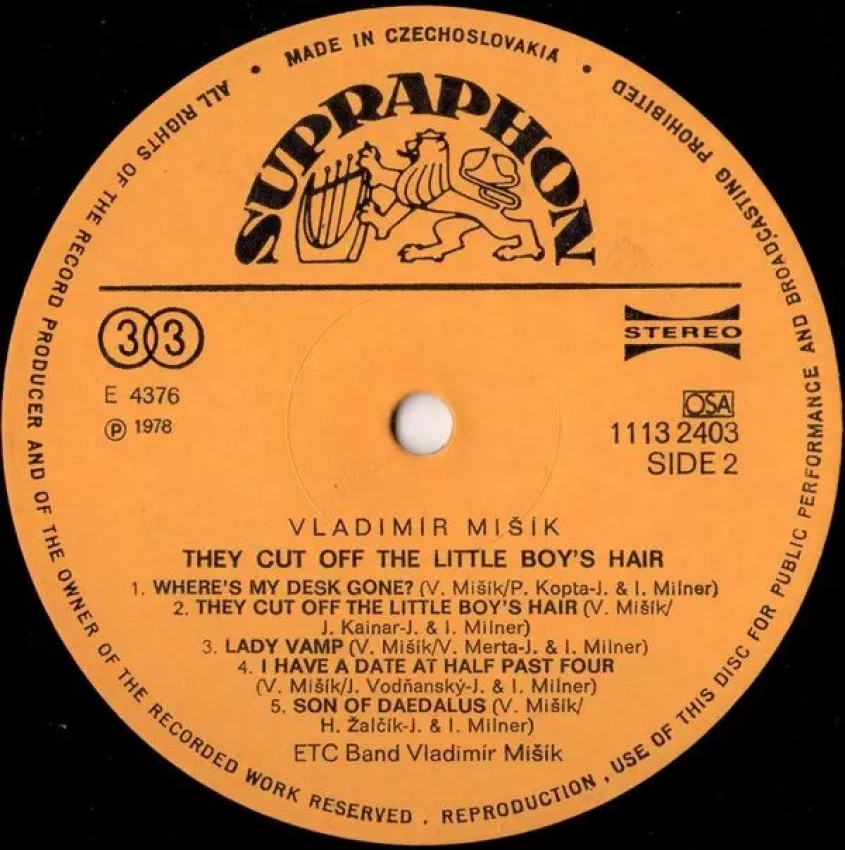 MADE IN CZECHOSLOVAKIA
ALL RIGHTS OF THE RECORD PRODUCER AND OF THE OWNER OF THE RECORDED WORK RESERVED . REPRODUCTION , USE OF THIS DISC FOR PUBLIC PERFORMANCE AND BROADCASTING PROHIBITED
SUPRAPHON
33
STEREO
E 4376
Ⓟ 1978
OSA
1113 2403
SIDE 2
VLADIMÍR MIŠÍK
THEY CUT OFF THE LITTLE BOY'S HAIR
1. WHERE'S MY DESK GONE? (V. Mišík/P. Kopta-J. & I. Milner)
2. THEY CUT OFF THE LITTLE BOY'S HAIR (V. Mišík/
J. Kainar-J. & I. Milner)
3. LADY VAMP (V. Mišík/V. Merta-J. & I. Milner)
4. I HAVE A DATE AT HALF PAST FOUR
(V. Mišík/J. Vodňanský-J. & I. Milner)
5. SON OF DAEDALUS (V. Mišík/
H. Žalčík-J. & I. Milner)
ETC Band Vladimír Mišík